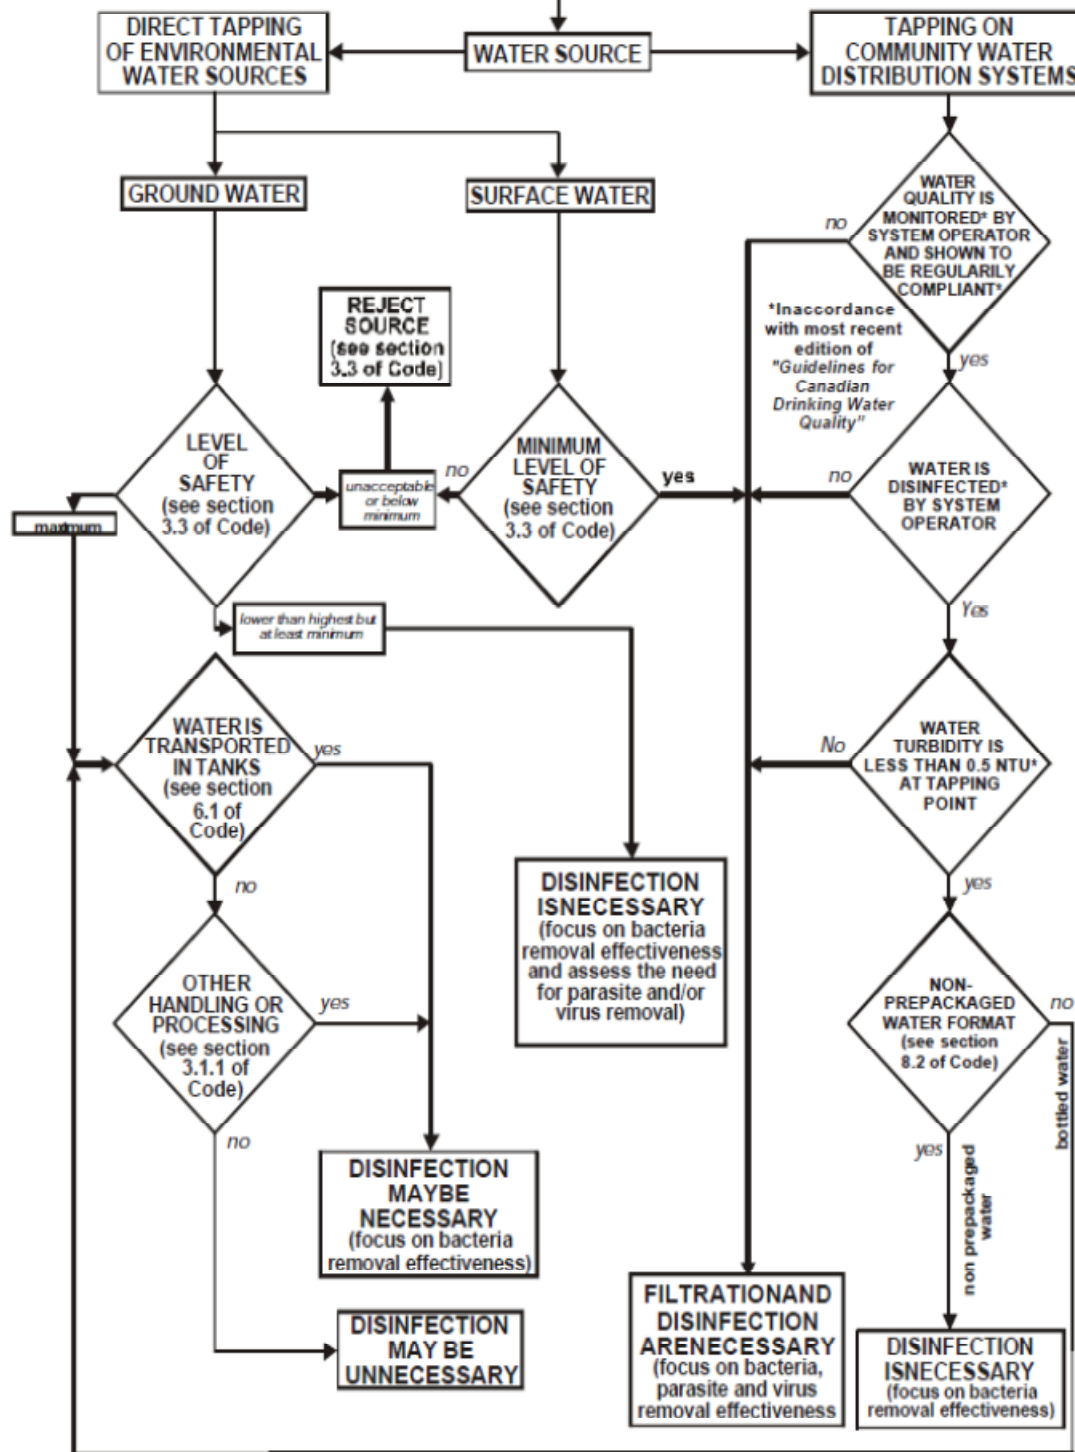 DIRECT TAPPING
OF ENVIRONMENTAL
WATER SOURCES
WATER SOURCE
TAPPING ON
COMMUNITY WATER
DISTRIBUTION SYSTEMS
GROUND WATER
SURFACE WATER
WATER
QUALITY IS
MONITORED* BY
SYSTEM OPERATOR
AND SHOWN TO
BE REGULARILY
COMPLIANT*
no
yes
*Inaccordance
with most recent
edition of
"Guidelines for
Canadian
Drinking Water
Quality"
REJECT
SOURCE
(see section
3.3 of Code)
LEVEL
OF
SAFETY
(see section
3.3 of Code)
maximum
unacceptable
or below
minimum
no
MINIMUM
LEVEL OF
SAFETY
(see section
3.3 of Code)
yes
no
WATER IS
DISINFECTED*
BY SYSTEM
OPERATOR
Yes
lower than highest but
at least minimum
WATER IS
TRANSPORTED
IN TANKS
(see section
6.1 of
Code)
yes
no
No
WATER
TURBIDITY IS
LESS THAN 0.5 NTU*
AT TAPPING
POINT
yes
DISINFECTION
ISNECESSARY
(focus on bacteria
removal effectiveness
and assess the need
for parasite and/or
virus removal)
OTHER
HANDLING OR
PROCESSING
(see section
3.1.1 of
Code)
yes
no
NON-
PREPACKAGED
WATER FORMAT
(see section
8.2 of Code)
no
bottled water
yes
non prepackaged
water
DISINFECTION
MAYBE
NECESSARY
(focus on bacteria
removal effectiveness)
DISINFECTION
MAY BE
UNNECESSARY
FILTRATIONAND
DISINFECTION
ARENECESSARY
(focus on bacteria,
parasite and virus
removal effectiveness
DISINFECTION
ISNECESSARY
(focus on bacteria
removal effectiveness)